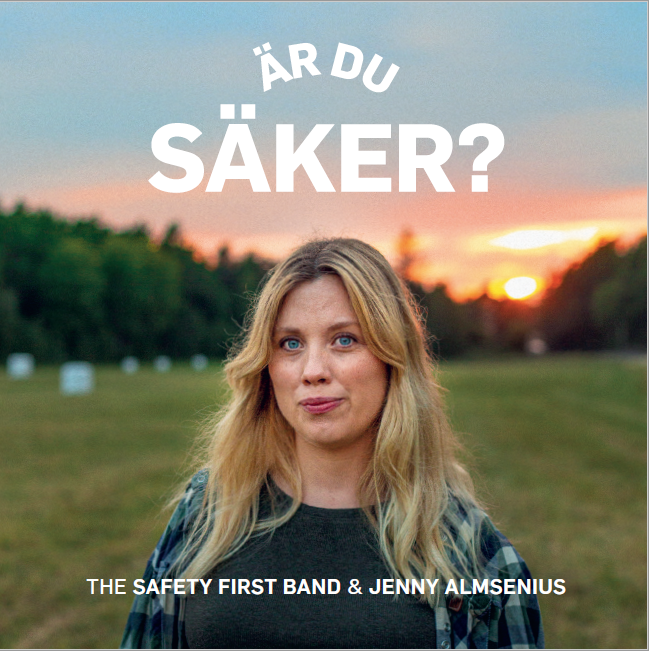 ÄR DU
SÄKER?
THE SAFETY FIRST BAND & JENNY ALMSENIUS